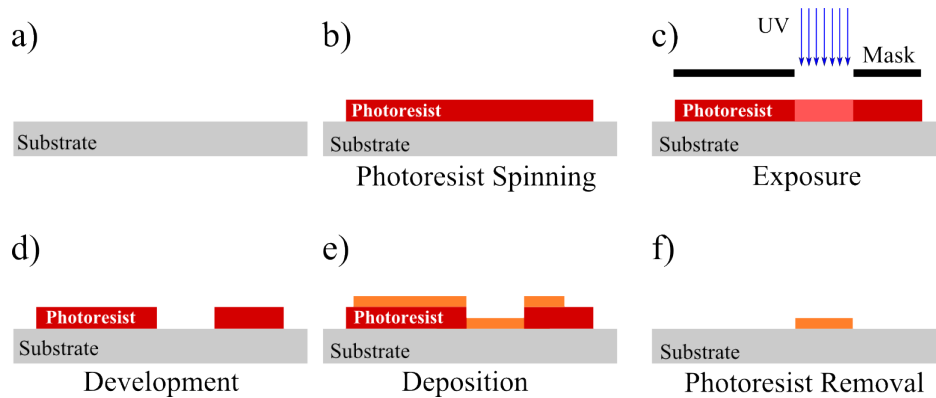 a)
Substrate
b)
Photoresist
Substrate
Photoresist Spinning
c)
UV
Mask
Photoresist
Substrate
Exposure
d)
Photoresist
Substrate
Development
e)
Photoresist
Substrate
Deposition
f)
Substrate
Photoresist Removal